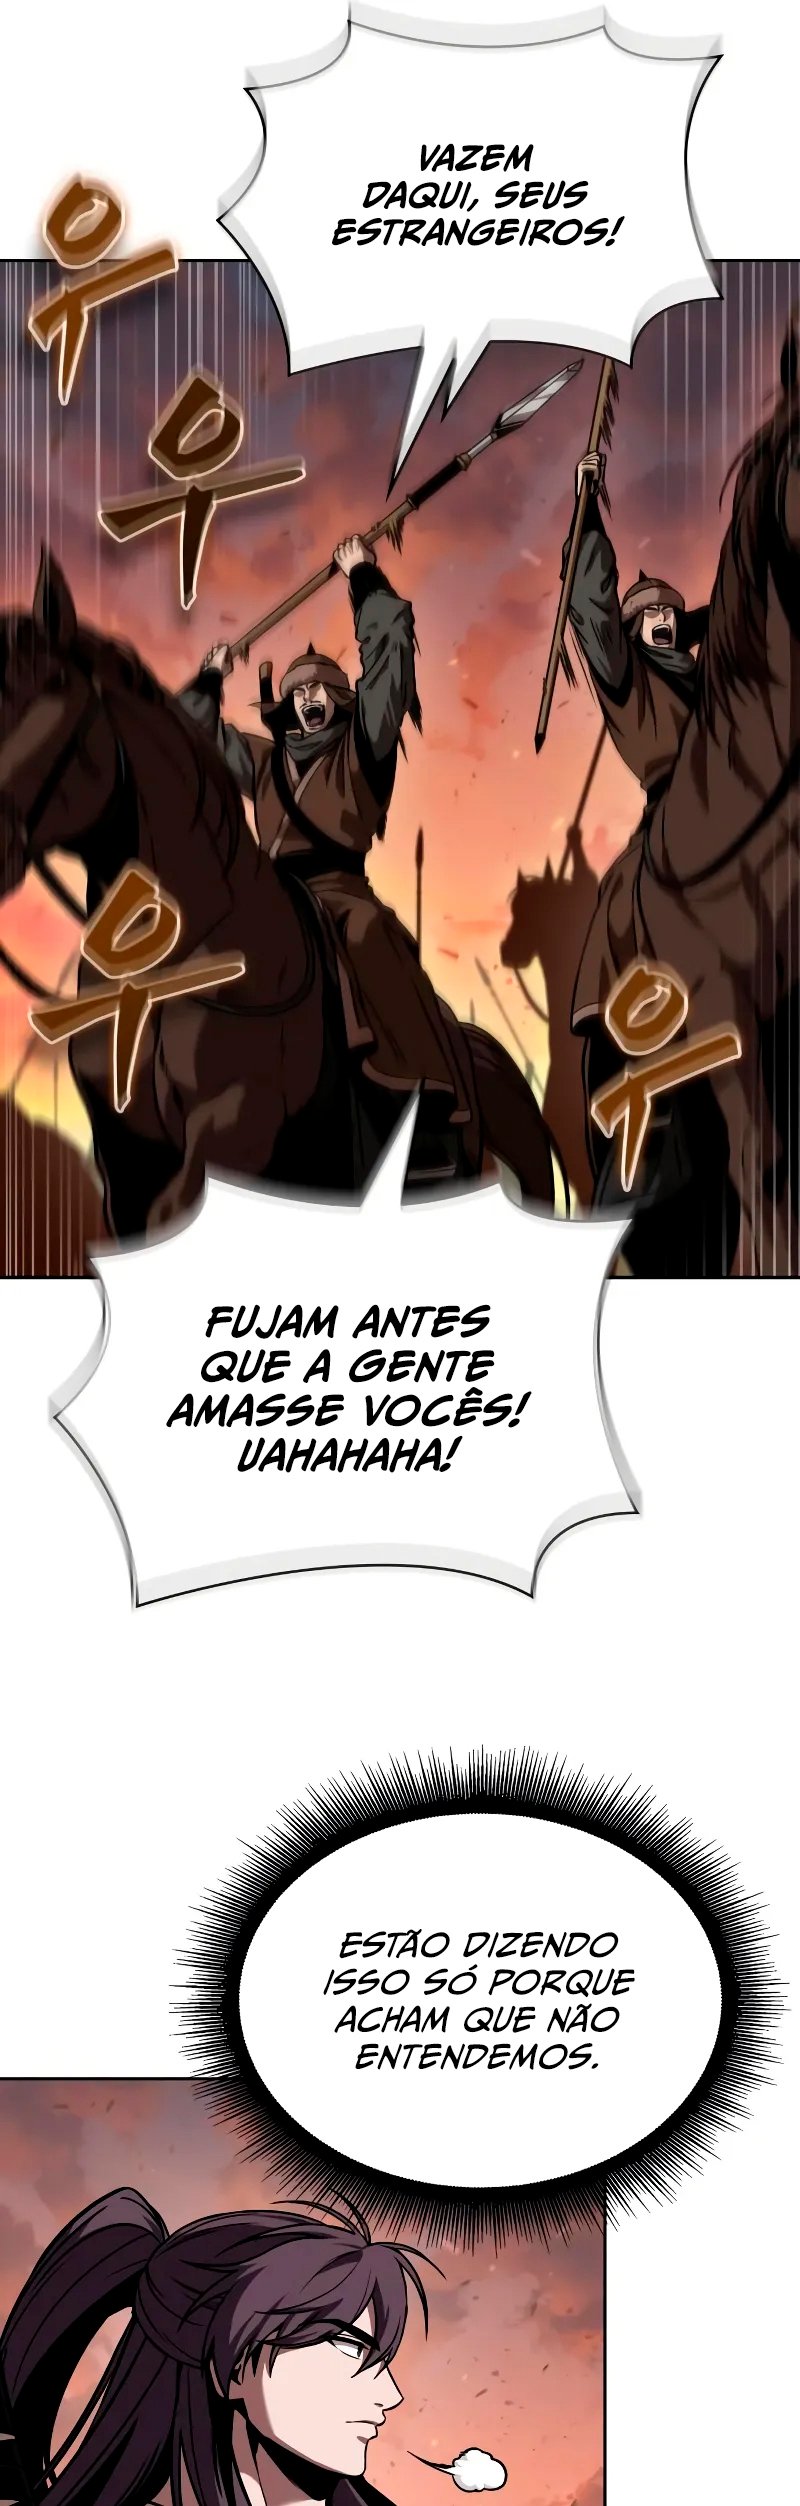 VAZEM
DAQUI, SEUS
ESTRANGEIROS!
우
우
우
우
FUJAM ANTES
QUE A GENTE
AMASSE VOCÊS!
UAHAHAHA!
ESTÃO DIZENDO
ISSO SÓ PORQUE
ACHAM QUE NÃO
ENTENDEMOS.